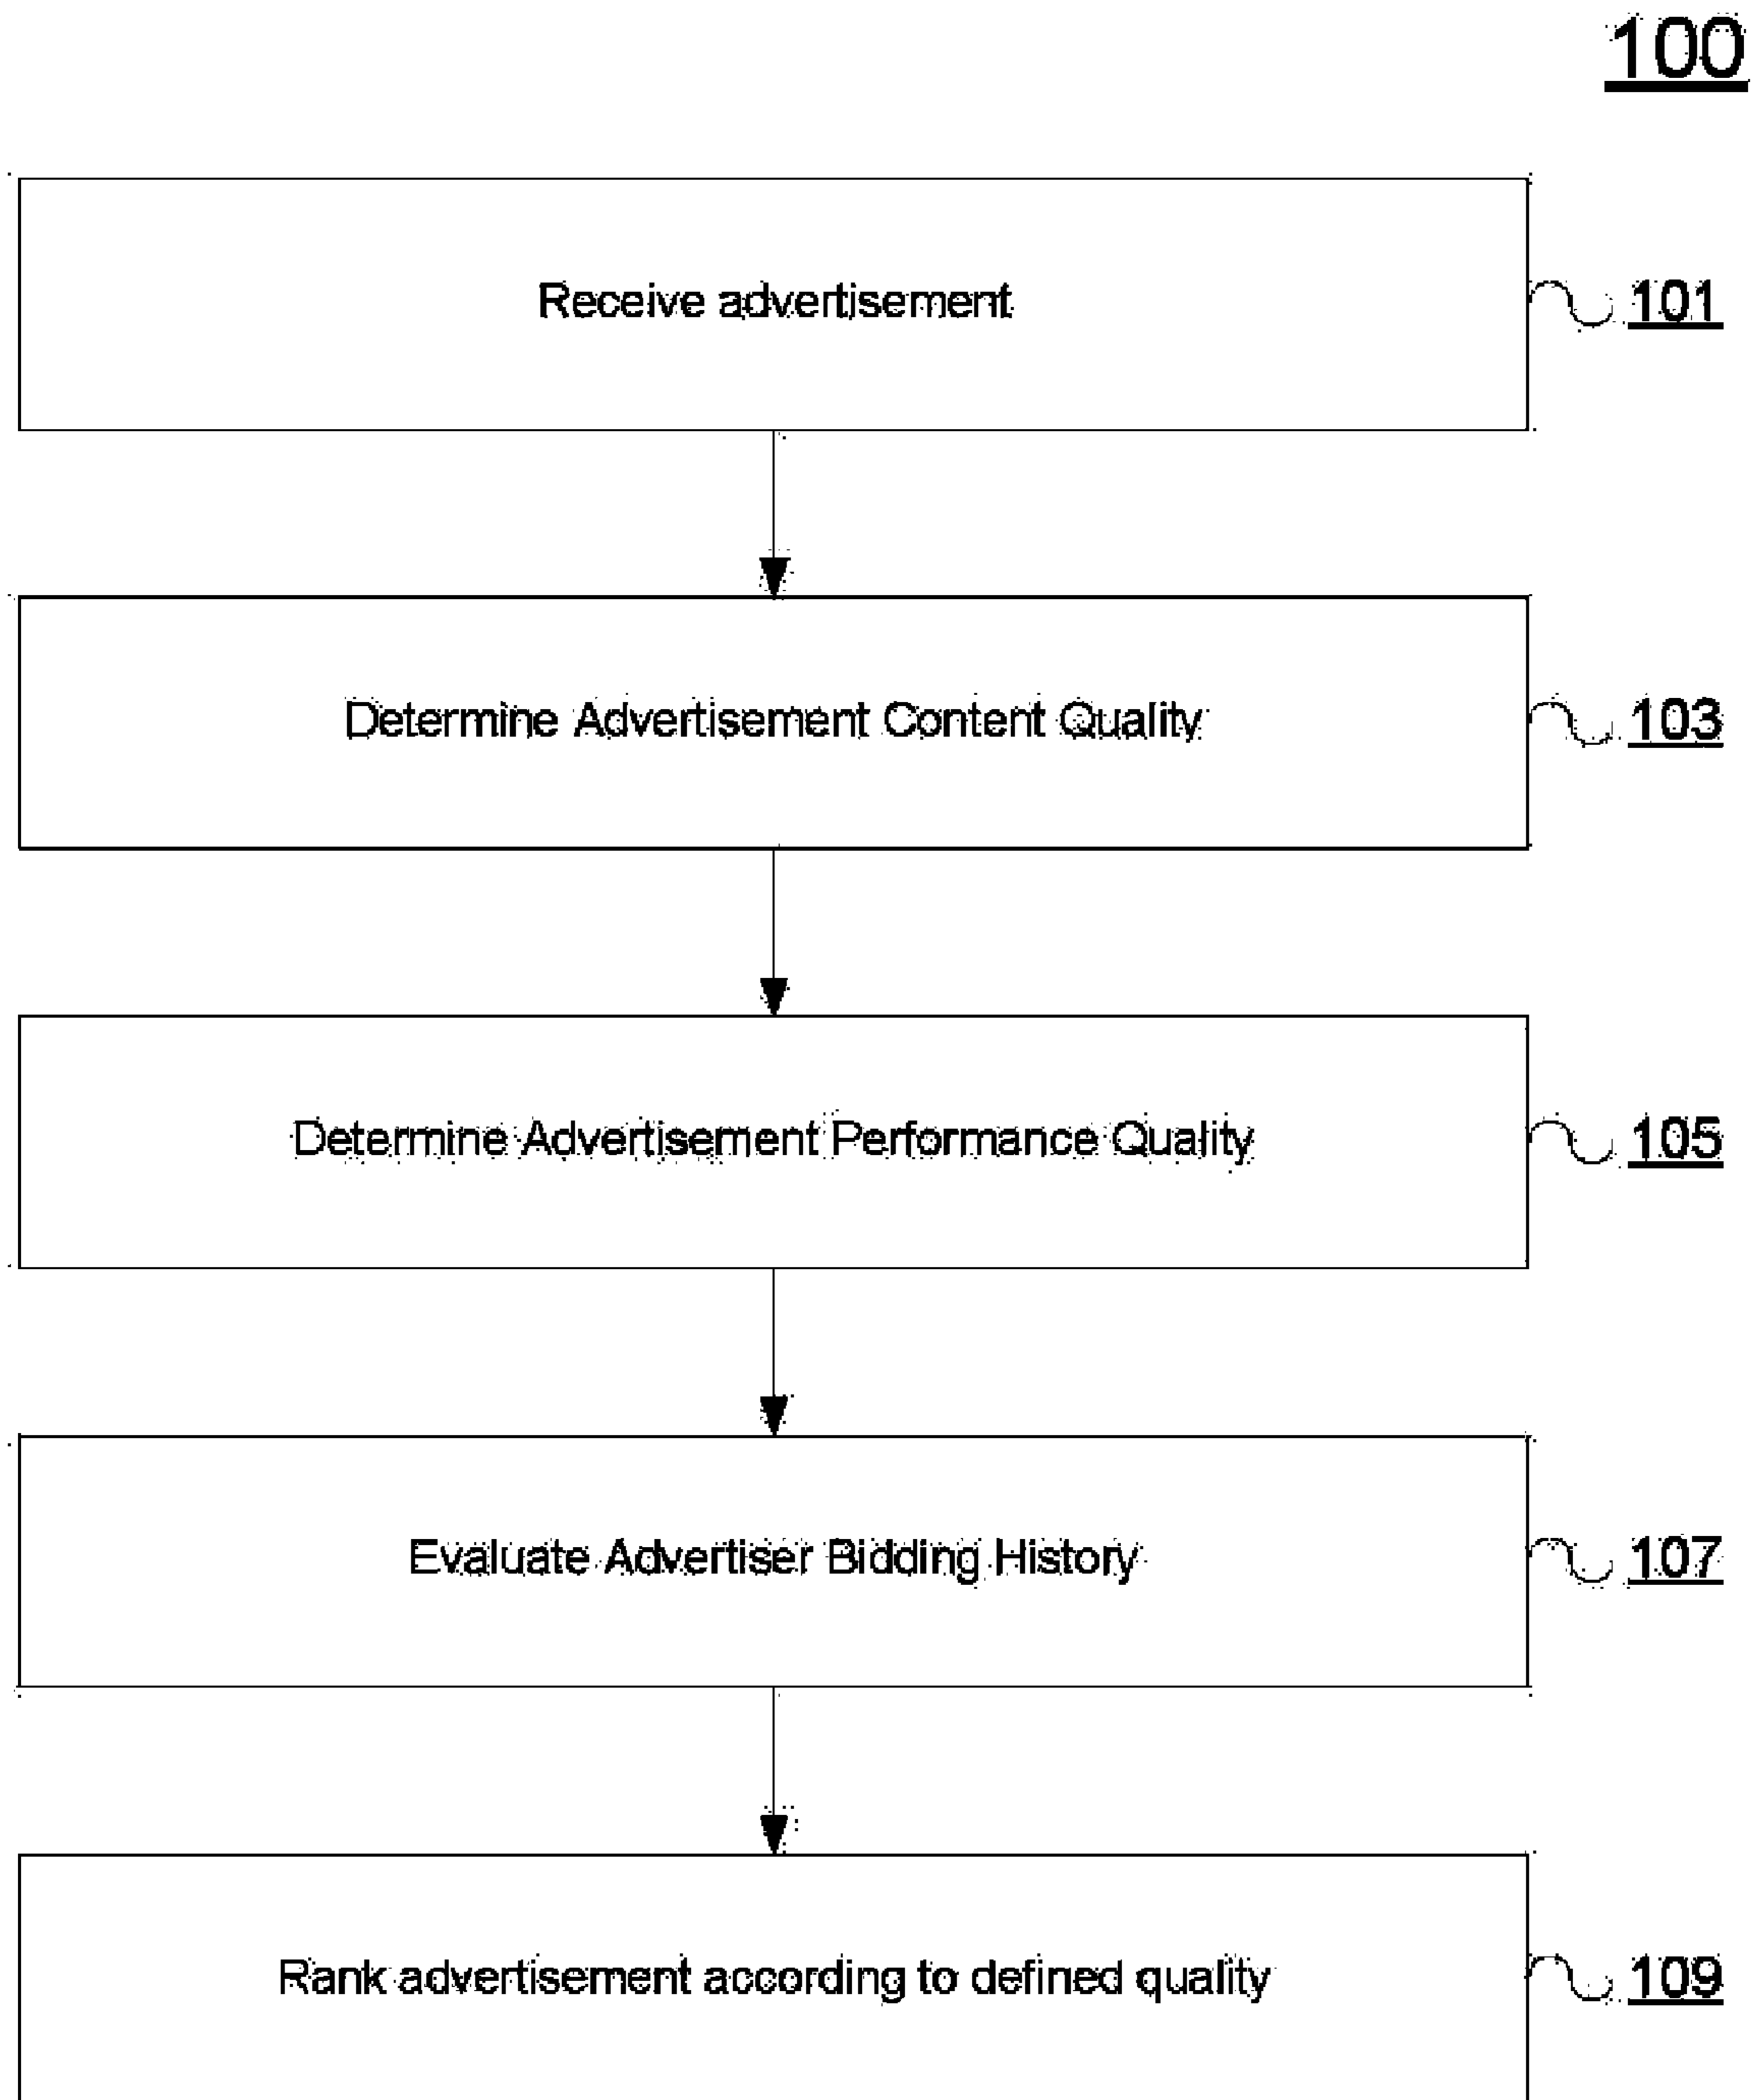 100
Receive advertisement
101
Determine Advertisement Content Quality
103
Determine Advertisement Performance Quality
105
Evaluate Advertiser Bidding History
107
Rank advertisement according to defined quality
109